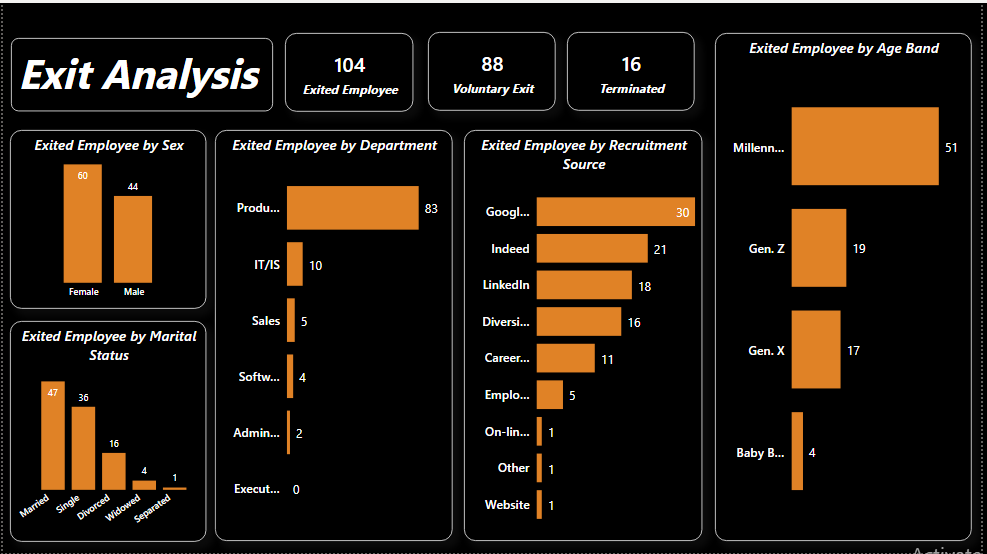 Exit Analysis
104
Exited Employee
88
Voluntary Exit
16
Terminated
Exited Employee by Age Band
Millenn... 51
Gen. Z 19
Gen. X 17
Baby B... 4
Exited Employee by Sex
60
44
Female Male
Exited Employee by Department
Produ... 83
IT/IS 10
Sales 5
Softw... 4
Admin... 2
Execut... 0
Exited Employee by Recruitment
Source
Googl... 30
Indeed 21
LinkedIn 18
Diversi... 16
Career... 11
Emplo... 5
On-lin... 1
Other 1
Website 1
Exited Employee by Marital
Status
47
36
16
4
1
Married Single Divorced Widowed Separated